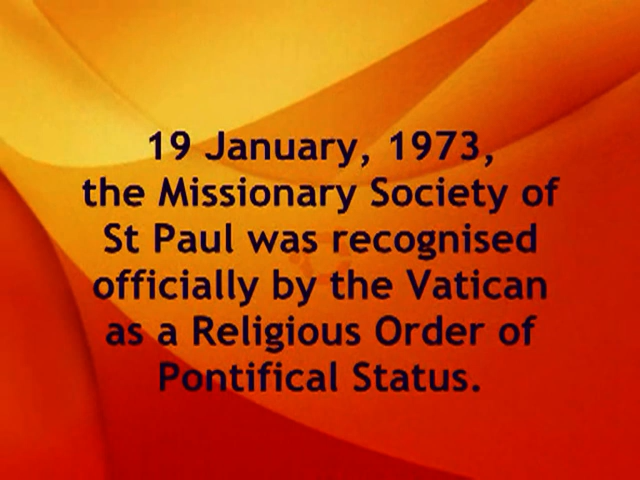 19 January, 1973,
the Missionary Society of
St Paul was recognised
officially by the Vatican
as a Religious Order of
Pontifical Status.